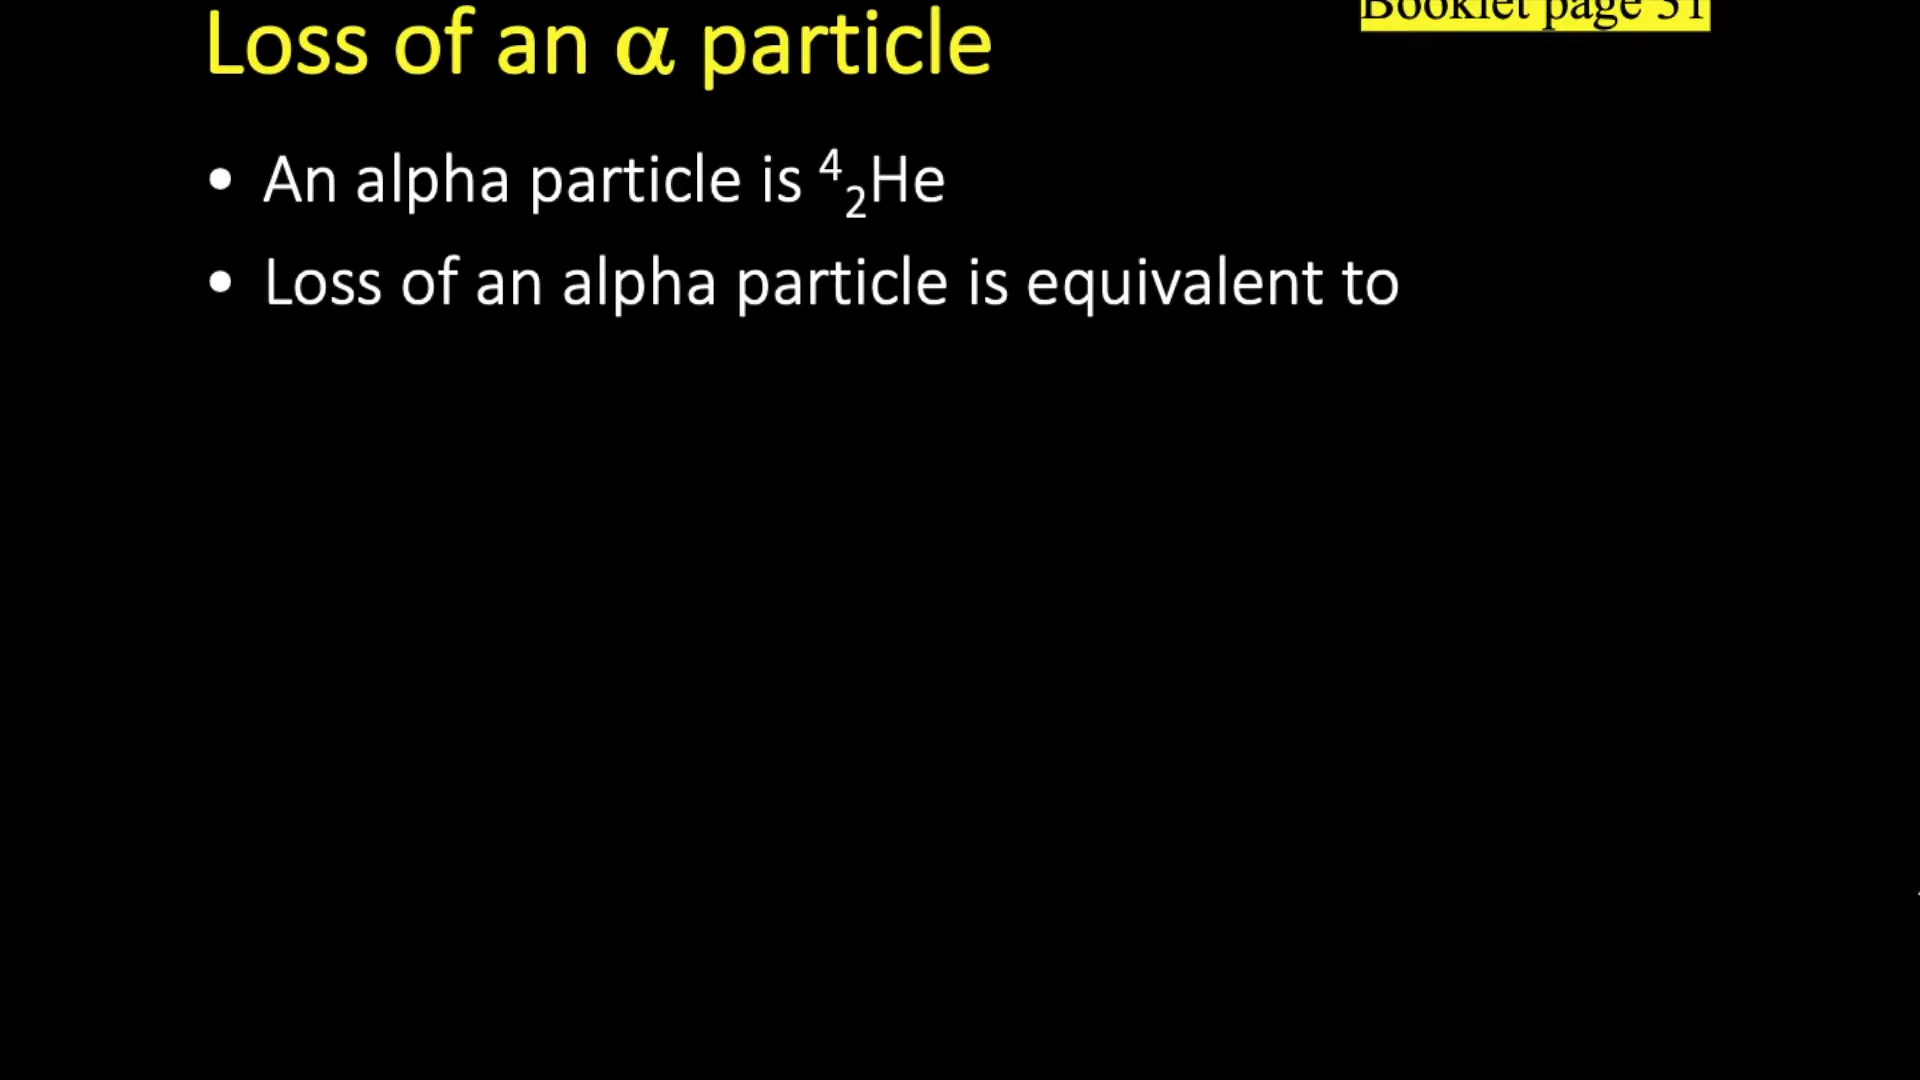 Booklet page 51
Loss of an α particle
• An alpha particle is ⁴₂He
• Loss of an alpha particle is equivalent to